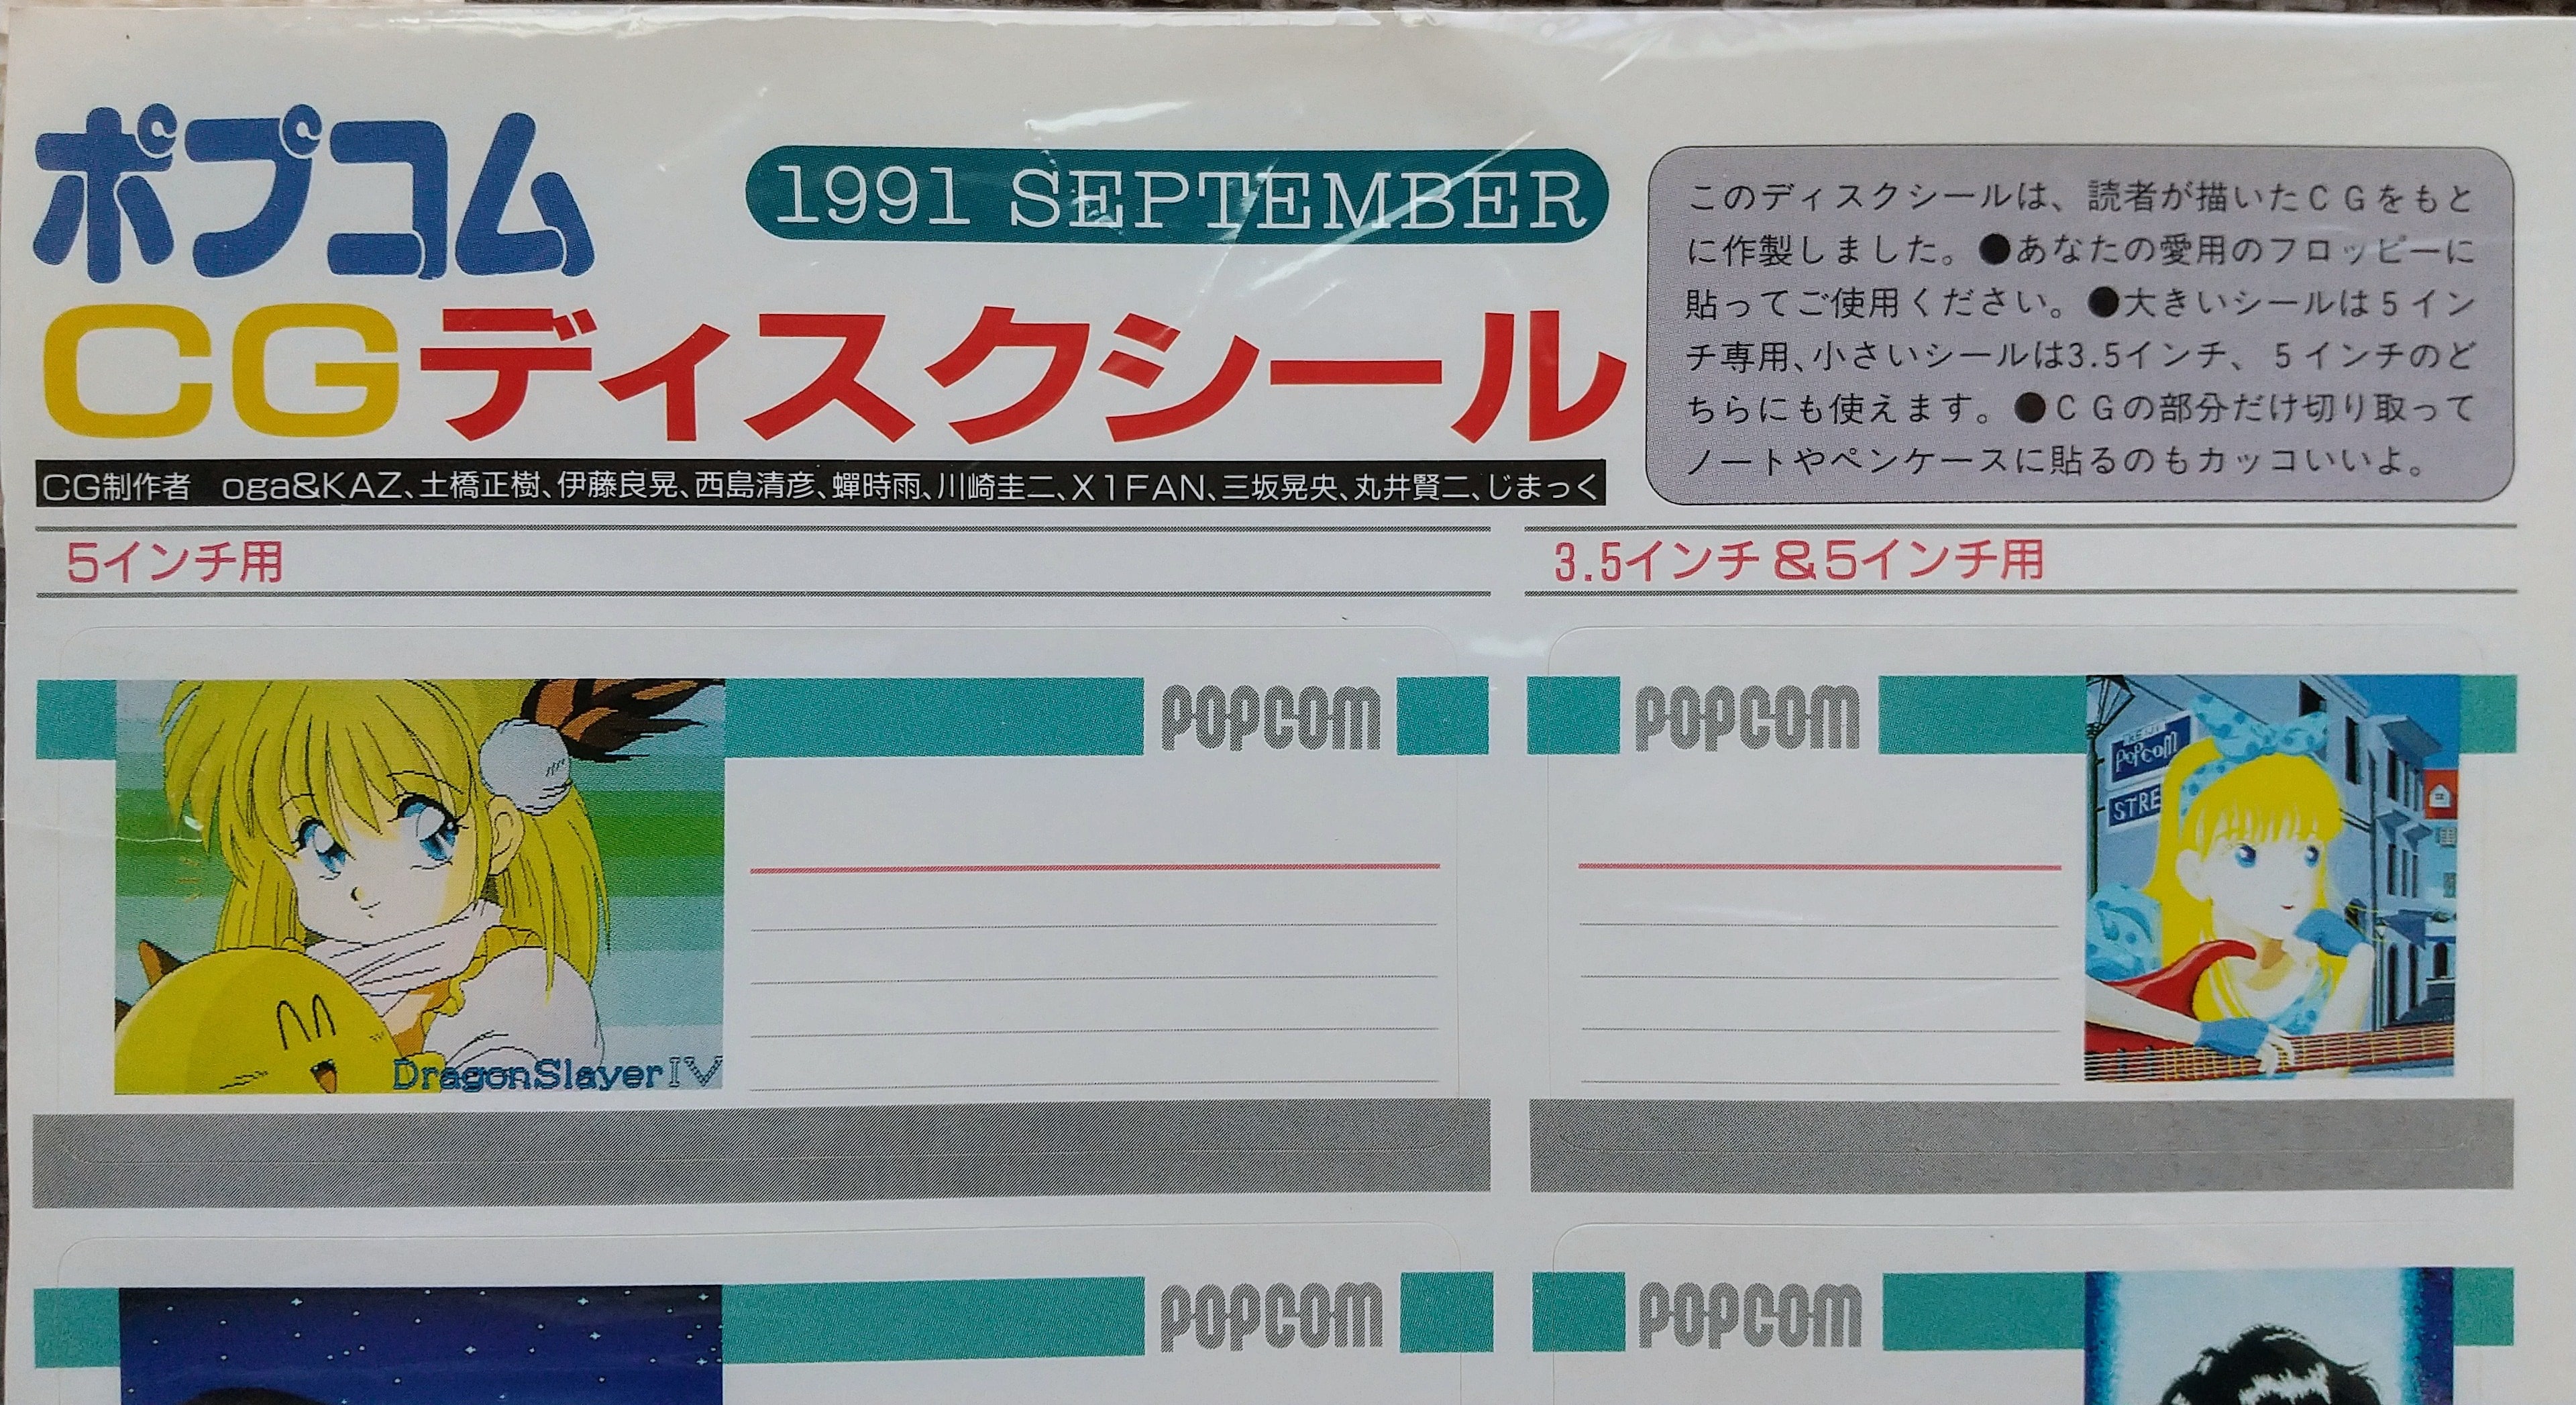 ポプコム
1991 SEPTEMBER
CGディスクシール
CG制作者　oga&KAZ、土橋正樹、伊藤良晃、西島清彦、蟬時雨、川崎圭二、X1FAN、三坂晃央、丸井賢二、じまっく
このディスクシールは、読者が描いたCGをもと
に作製しました。●あなたの愛用のフロッピーに
貼ってご使用ください。●大きいシールは5イン
チ専用、小さいシールは3.5インチ、5インチのど
ちらにも使えます。●CGの部分だけ切り取って
ノートやペンケースに貼るのもカッコいいよ。
5インチ用
3.5インチ&5インチ用
POPCOM
DragonSlayerIV
POPCOM
PoPcoM
STRE
POPCOM
POPCOM